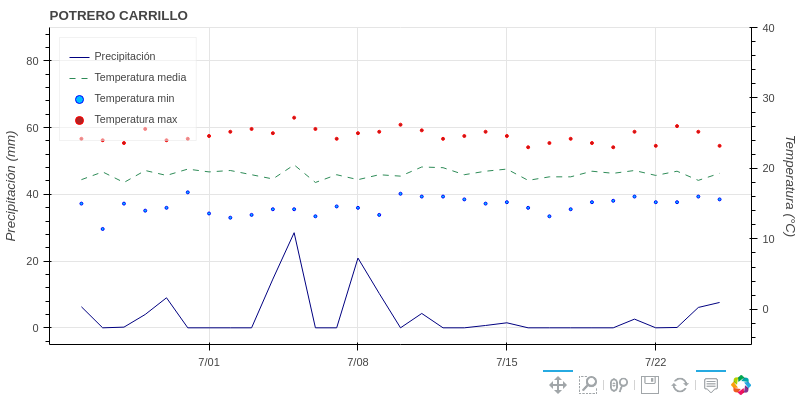 POTRERO CARRILLO
Precipitación
Temperatura media
Temperatura min
Temperatura max
Precipitación (mm)
80
60
40
20
0
Temperatura (°C)
40
30
20
10
0
7/01
7/08
7/15
7/22